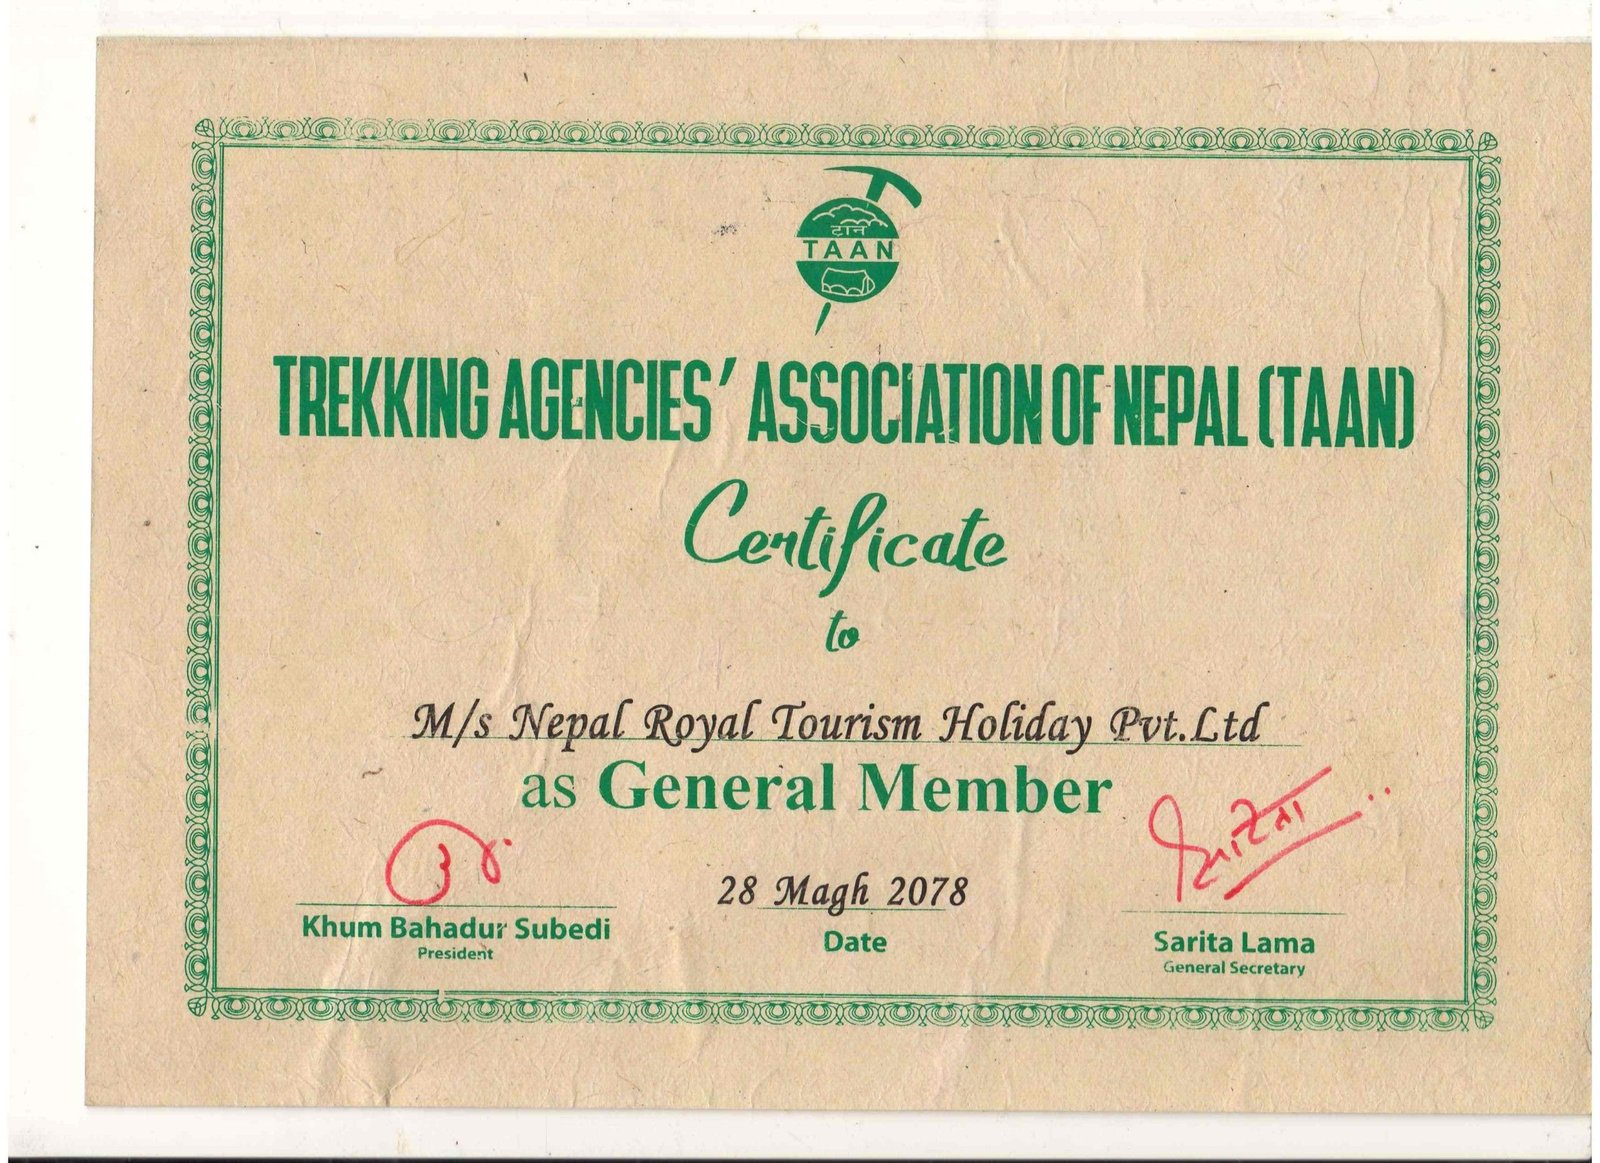 ट्रान
TAAN
TREKKING AGENCIES' ASSOCIATION OF NEPAL (TAAN)
Certificate
to
M/s Nepal Royal Tourism Holiday Pvt.Ltd
as General Member
28 Magh 2078
Date
Khum Bahadur Subedi
President
सरिता
Sarita Lama
General Secretary